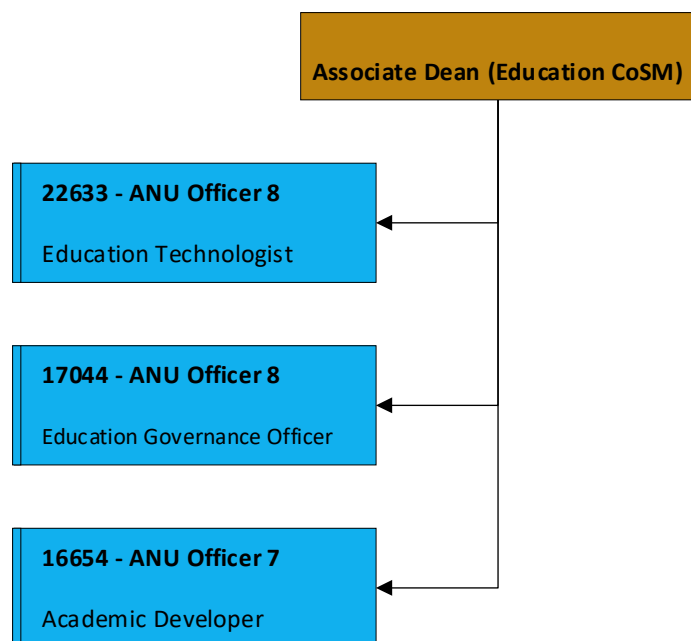 Associate Dean (Education CoSM)
22633 - ANU Officer 8
Education Technologist
17044 - ANU Officer 8
Education Governance Officer
16654 - ANU Officer 7
Academic Developer